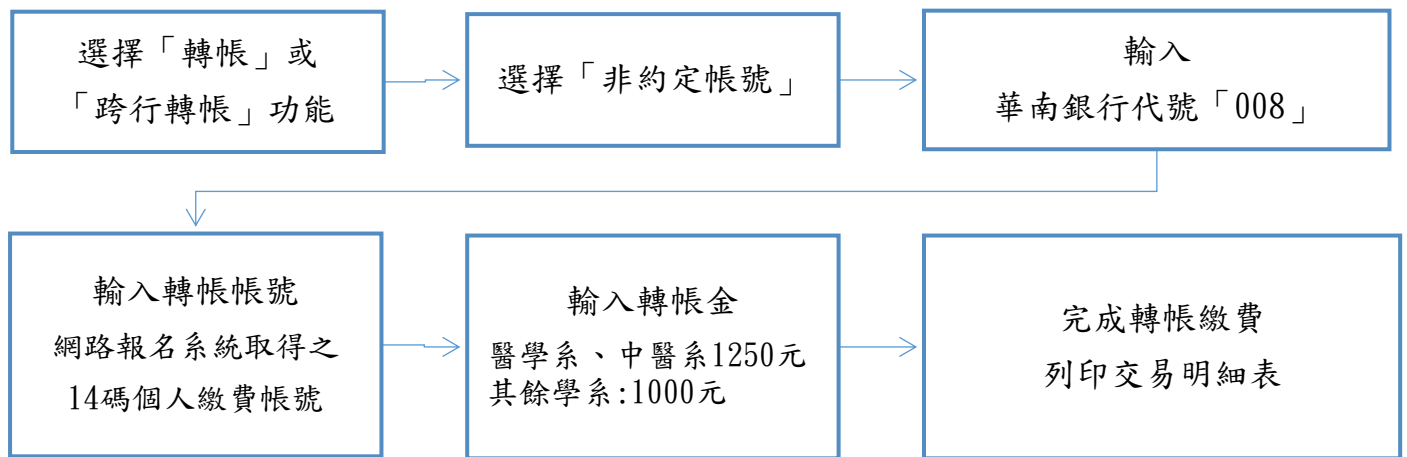 選擇「轉帳」或
「跨行轉帳」功能
選擇「非約定帳號」
輸入
華南銀行代號「008」
輸入轉帳帳號
網路報名系統取得之
14碼個人繳費帳號
輸入轉帳金
醫學系、中醫系1250元
其餘學系:1000元
完成轉帳繳費
列印交易明細表